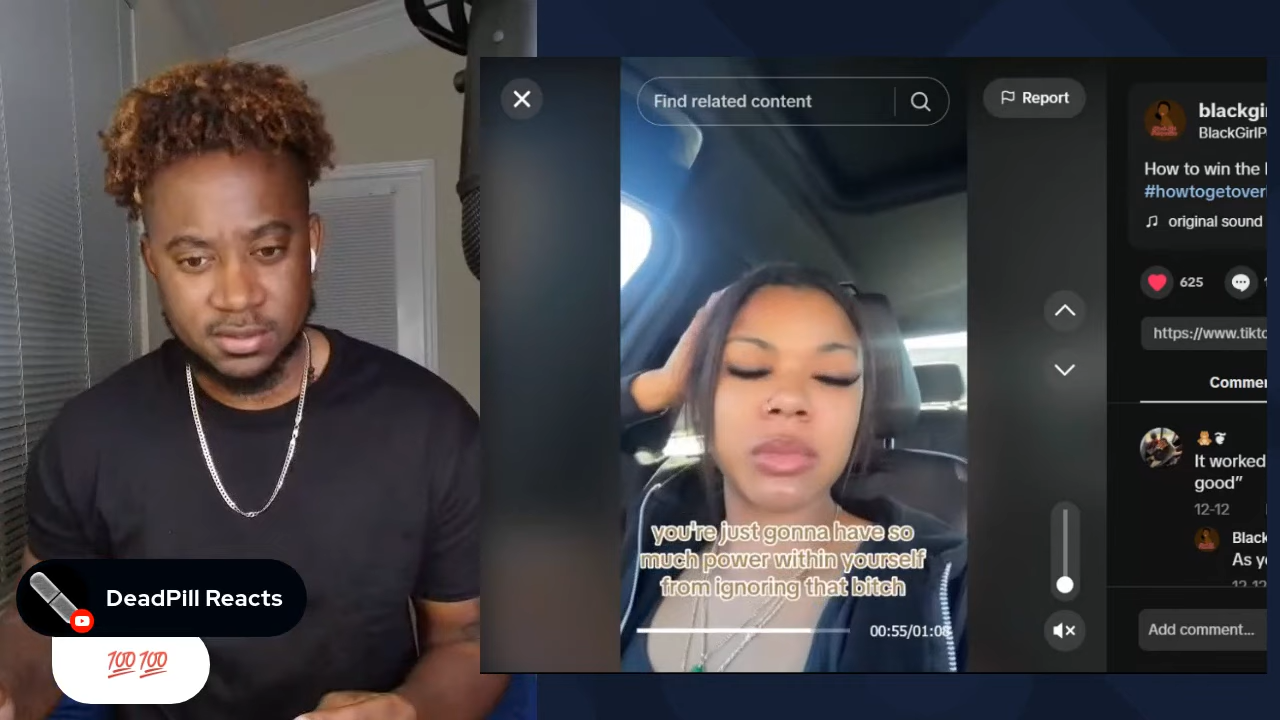 Find related content
Report
blackgi
BlackGirlP
How to win the
#howtogetover
original sound
625
https://www.tikto
Comme
It worked
good”
12-12
Black
As y
Add comment...
you're just gonna have so
much power within yourself
from ignoring that bitch
00:55/01:08
DeadPill Reacts
💯💯